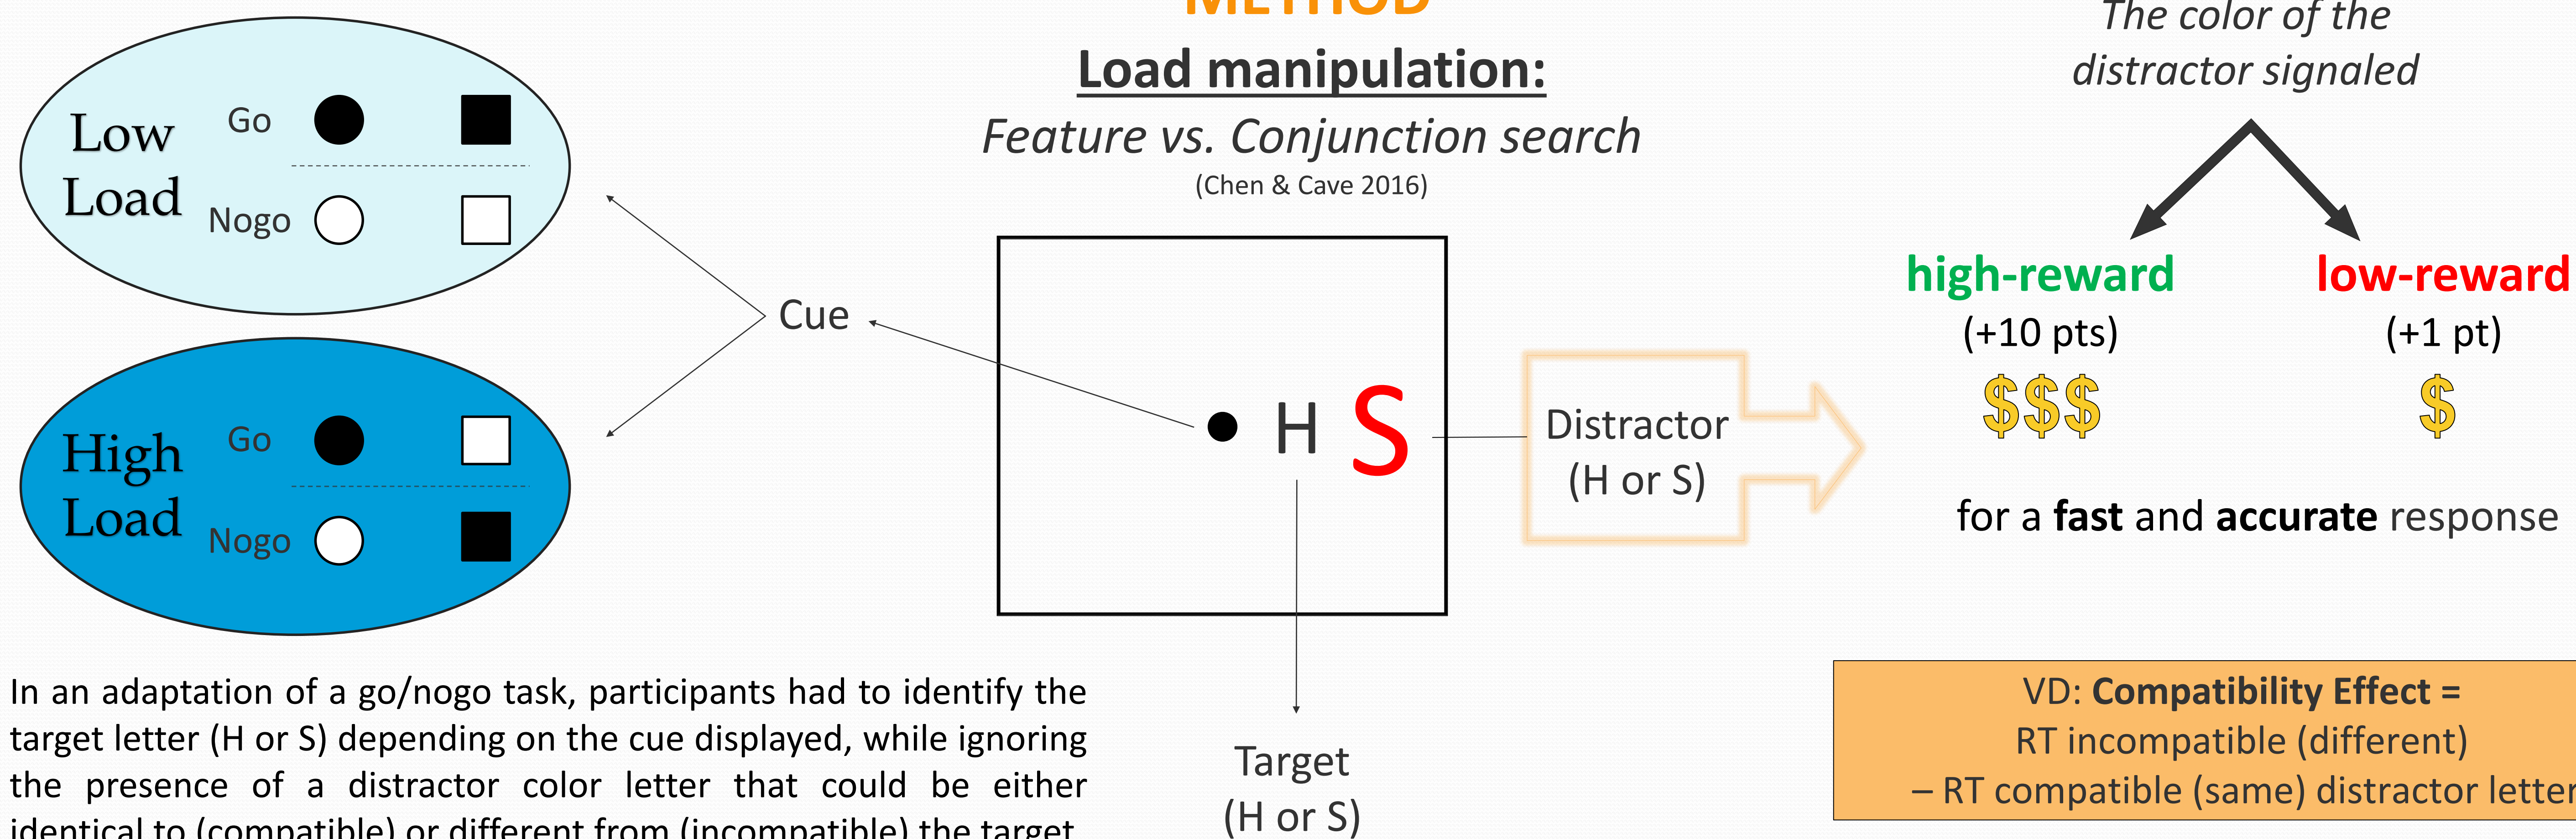 METHOD
Load manipulation:
Feature vs. Conjunction search
(Chen & Cave 2016)
Low
Load
Go
Nogo
High
Load
Go
Nogo
Cue
H S
Target
(H or S)
Distractor
(H or S)
The color of the
distractor signaled
high-reward
(+10 pts)
$$$
low-reward
(+1 pt)
$
for a fast and accurate response
In an adaptation of a go/nogo task, participants had to identify the
target letter (H or S) depending on the cue displayed, while ignoring
the presence of a distractor color letter that could be either
identical to (compatible) or different from (incompatible) the target.
VD: Compatibility Effect =
RT incompatible (different)
– RT compatible (same) distractor letter